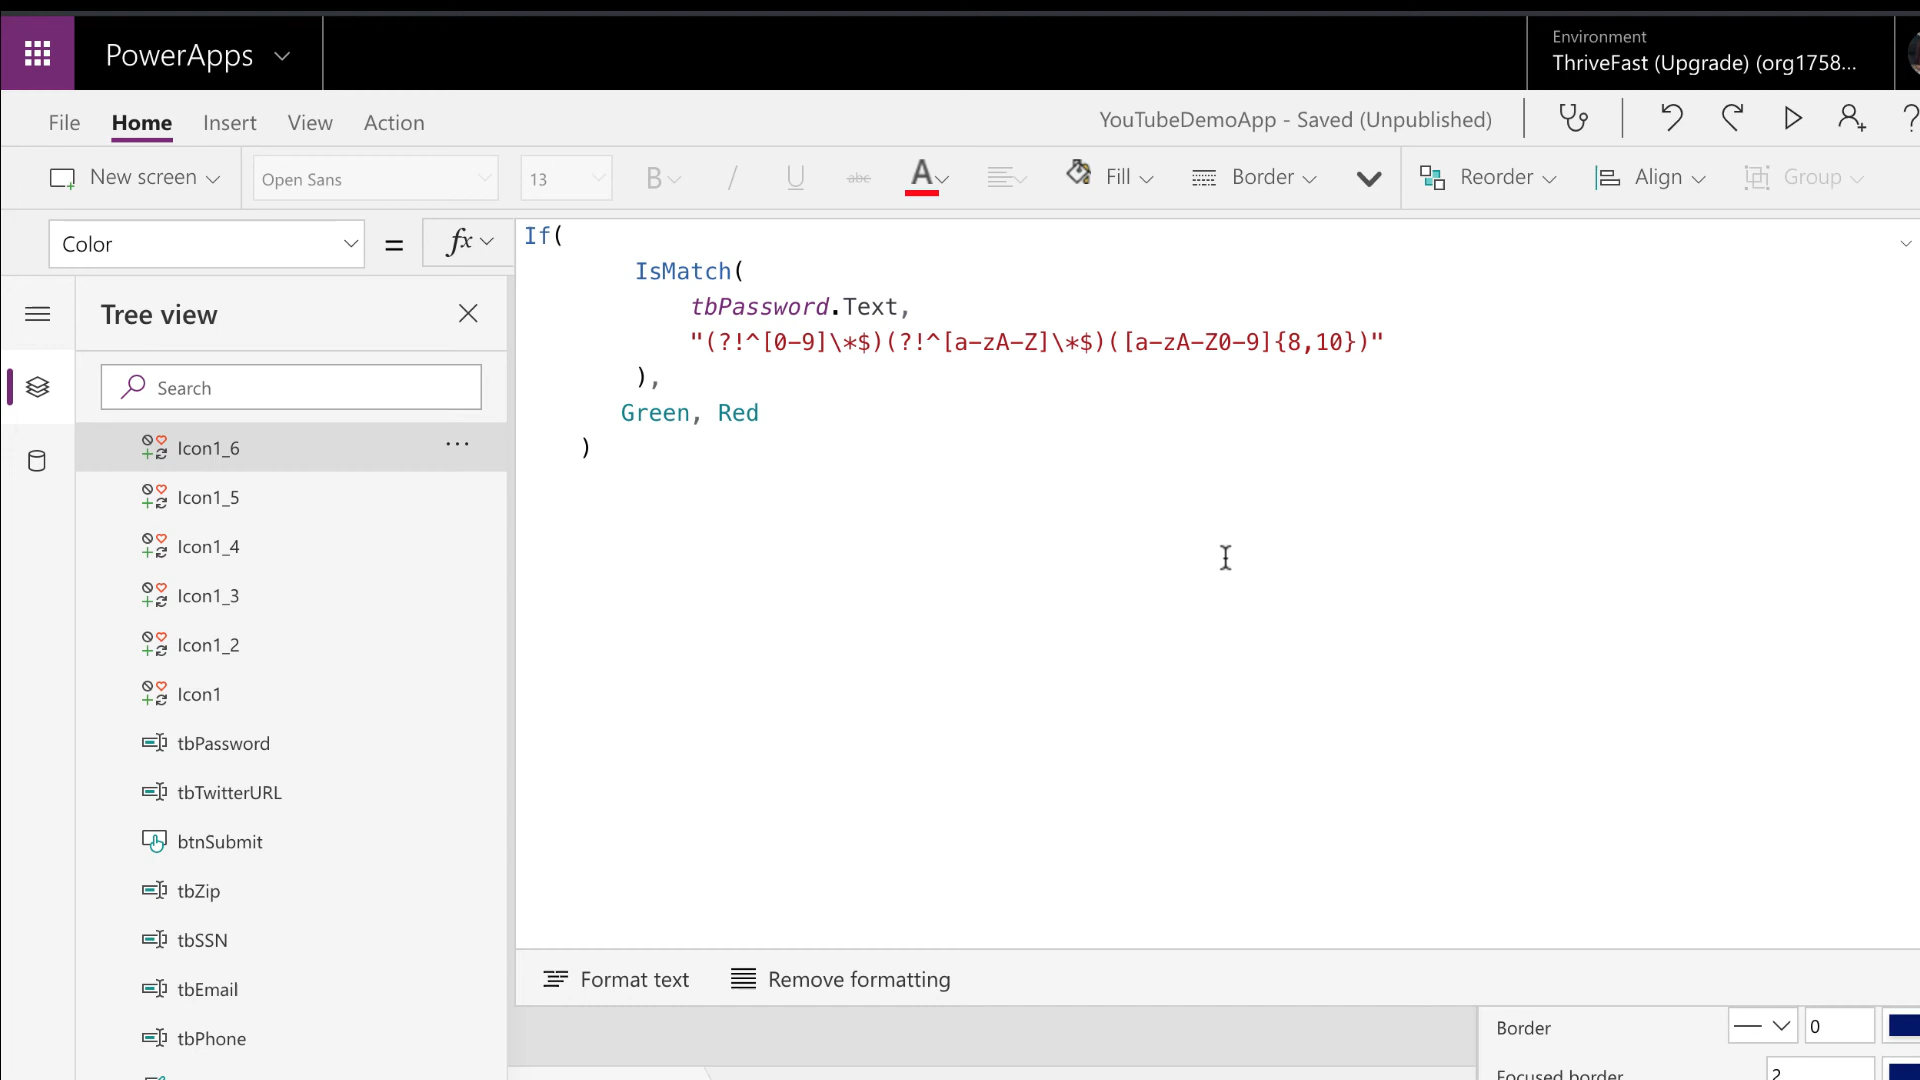 PowerApps
Environment
ThriveFast (Upgrade) (org1758...
File Home Insert View Action
YouTubeDemoApp - Saved (Unpublished)
New screen
Open Sans
13
B / U abc A
Fill
Border
Reorder
Align
Group
Color
=
fx
If(
IsMatch(
tbPassword.Text,
"(?!^[0-9]\*$)(?!^[a-zA-Z]\*$)([a-zA-Z0-9]{8,10})"
),
Green, Red
)
Tree view
Search
Icon1_6
Icon1_5
Icon1_4
Icon1_3
Icon1_2
Icon1
tbPassword
tbTwitterURL
btnSubmit
tbZip
tbSSN
tbEmail
tbPhone
Format text
Remove formatting
Border
0
Focused border
2